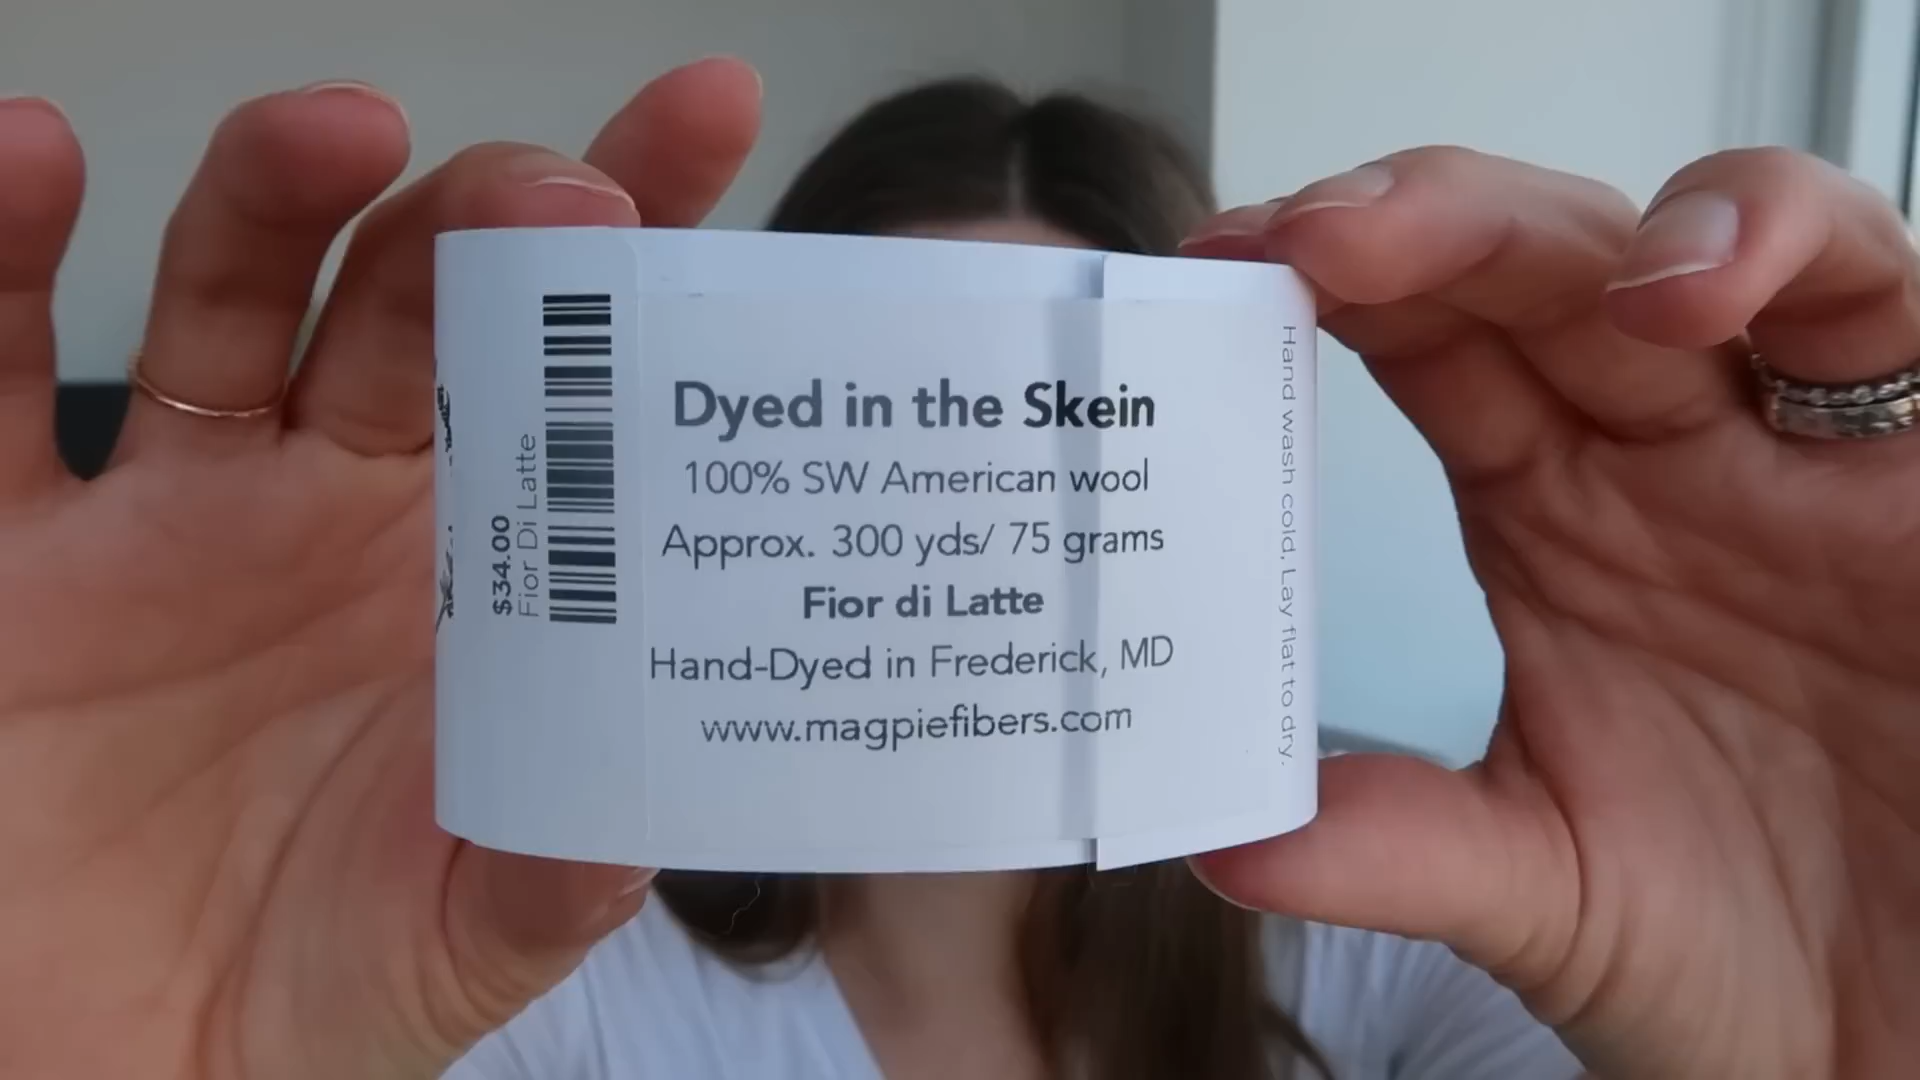 $34.00
Fior Di Latte
Dyed in the Skein
100% SW American wool
Approx. 300 yds/ 75 grams
Fior di Latte
Hand-Dyed in Frederick, MD
www.magpiefibers.com
Hand wash cold. Lay flat to dry.